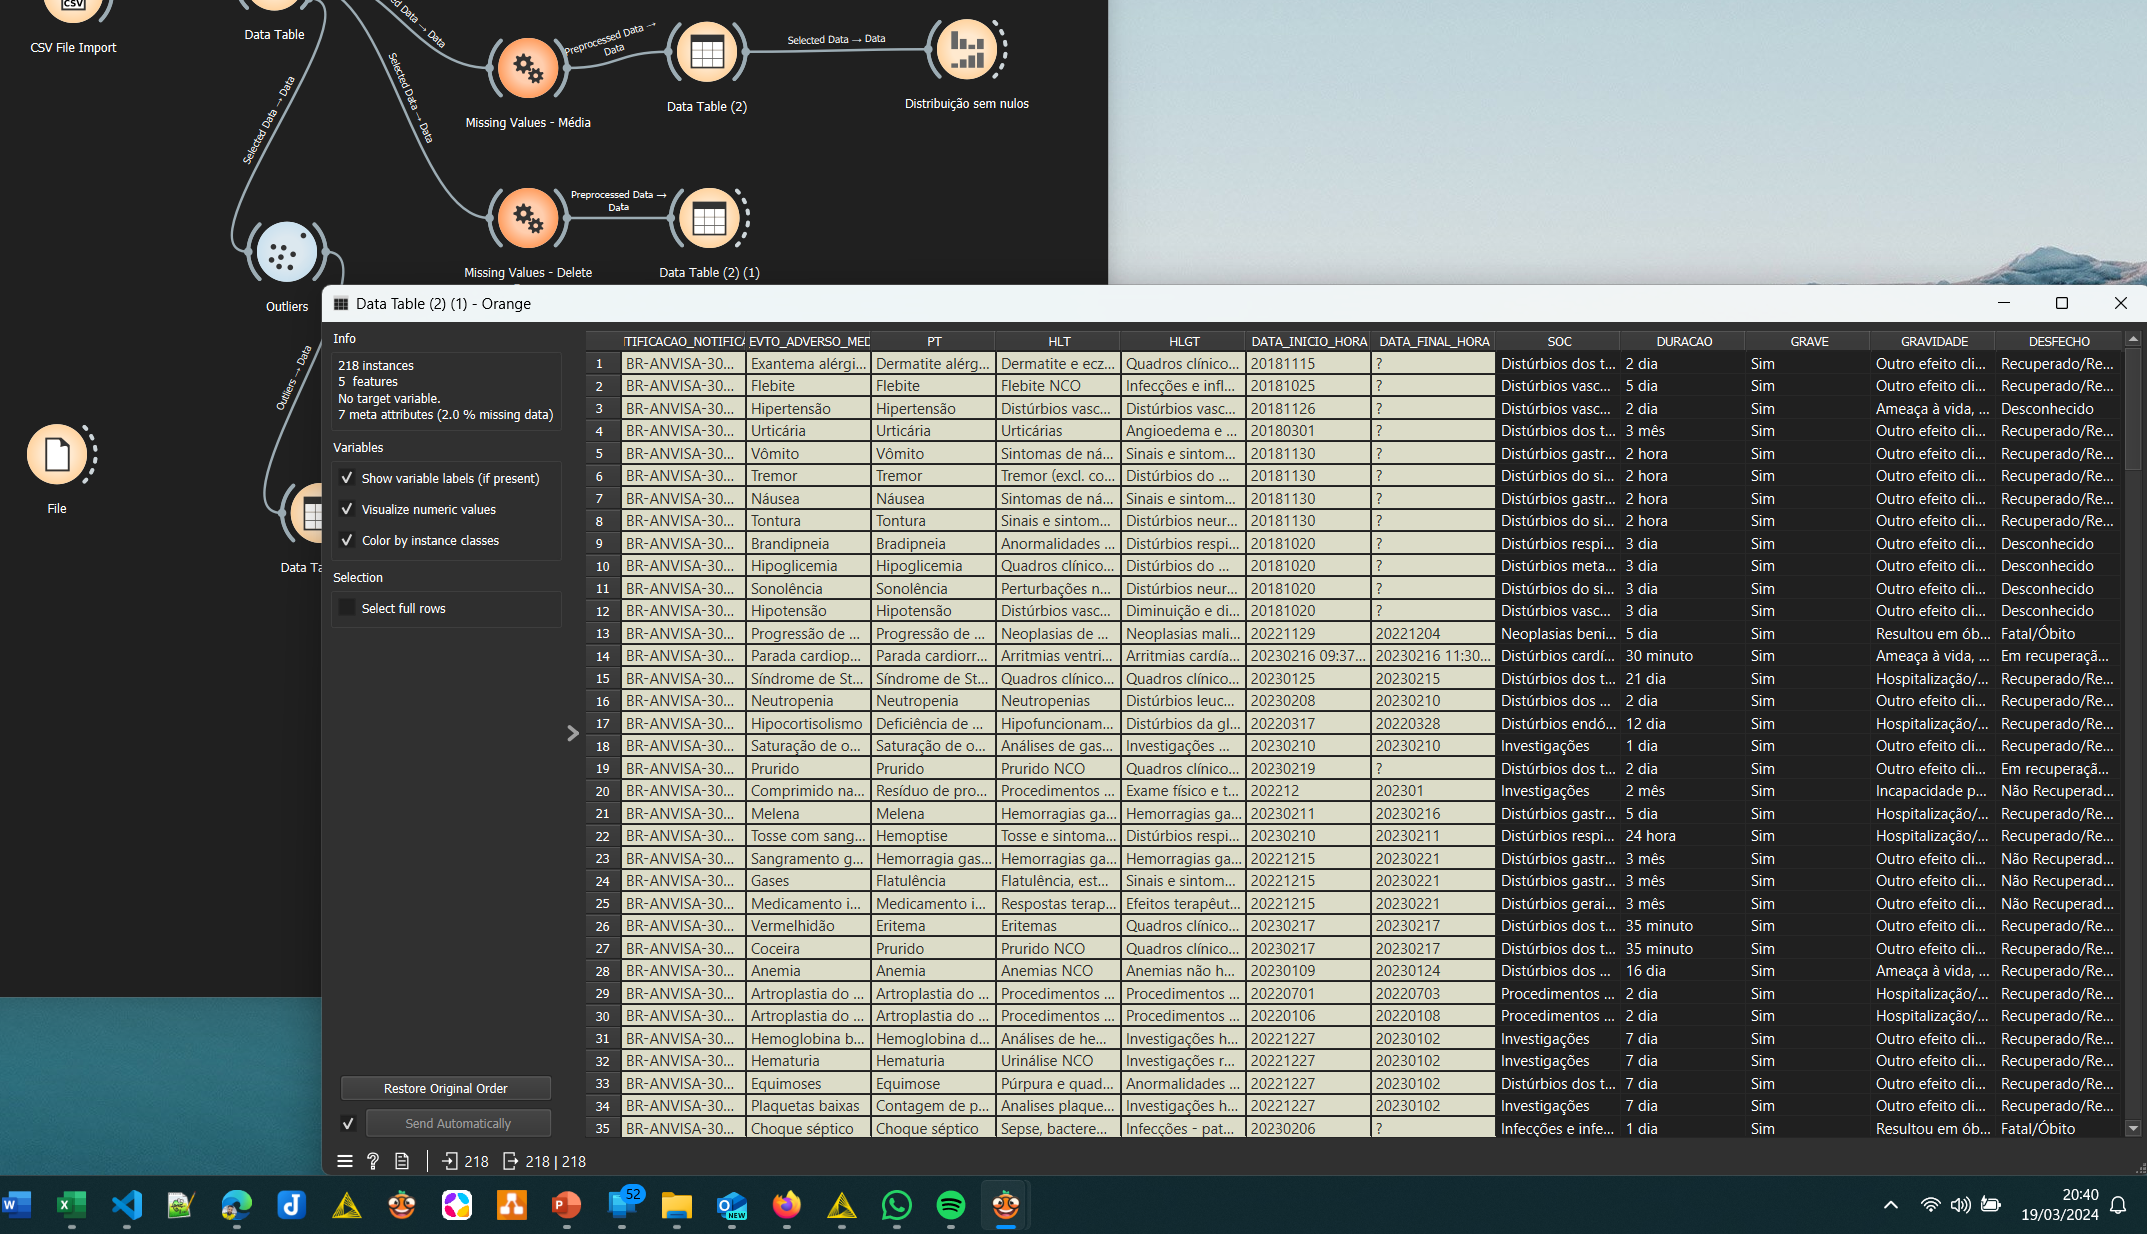 CSV File Import
Data Table
Data → Data
Selected Data → Data
Selected Data → Data
Missing Values - Média
Preprocessed Data →
Data
Data Table (2)
Selected Data → Data
Distribuição sem nulos
Missing Values - Delete
Preprocessed Data →
Data
Data Table (2) (1)
Outliers
Outliers → Data
File
Data Ta
Data Table (2) (1) - Orange
Info
218 instances
5 features
No target variable.
7 meta attributes (2.0 % missing data)
Variables
Show variable labels (if present)
Visualize numeric values
Color by instance classes
Selection
Select full rows
Restore Original Order
Send Automatically
218 218 | 218
TIFICACAO_NOTIFICA EVTO_ADVERSO_MED PT HLT HLGT DATA_INICIO_HORA DATA_FINAL_HORA SOC DURACAO GRAVE GRAVIDADE DESFECHO
1 BR-ANVISA-30... Exantema alérgi... Dermatite alérg... Dermatite e ecz... Quadros clínico... 20181115 ? Distúrbios dos t... 2 dia Sim Outro efeito cli... Recuperado/Re...
2 BR-ANVISA-30... Flebite Flebite Flebite NCO Infecções e infl... 20181025 ? Distúrbios vasc... 5 dia Sim Outro efeito cli... Recuperado/Re...
3 BR-ANVISA-30... Hipertensão Hipertensão Distúrbios vasc... Distúrbios vasc... 20181126 ? Distúrbios vasc... 2 dia Sim Ameaça à vida, ... Desconhecido
4 BR-ANVISA-30... Urticária Urticária Urticárias Angioedema e ... 20180301 ? Distúrbios dos t... 3 mês Sim Outro efeito cli... Recuperado/Re...
5 BR-ANVISA-30... Vômito Vômito Sintomas de ná... Sinais e sintom... 20181130 ? Distúrbios gastr... 2 hora Sim Outro efeito cli... Recuperado/Re...
6 BR-ANVISA-30... Tremor Tremor Tremor (excl. co... Distúrbios do ... 20181130 ? Distúrbios do si... 2 hora Sim Outro efeito cli... Recuperado/Re...
7 BR-ANVISA-30... Náusea Náusea Sintomas de ná... Sinais e sintom... 20181130 ? Distúrbios gastr... 2 hora Sim Outro efeito cli... Recuperado/Re...
8 BR-ANVISA-30... Tontura Tontura Sinais e sintom... Distúrbios neur... 20181130 ? Distúrbios do si... 2 hora Sim Outro efeito cli... Recuperado/Re...
9 BR-ANVISA-30... Brandipneia Bradipneia Anormalidades ... Distúrbios respi... 20181020 ? Distúrbios respi... 3 dia Sim Outro efeito cli... Desconhecido
10 BR-ANVISA-30... Hipoglicemia Hipoglicemia Quadros clínico... Distúrbios do ... 20181020 ? Distúrbios meta... 3 dia Sim Outro efeito cli... Desconhecido
11 BR-ANVISA-30... Sonolência Sonolência Perturbações n... Distúrbios neur... 20181020 ? Distúrbios do si... 3 dia Sim Outro efeito cli... Desconhecido
12 BR-ANVISA-30... Hipotensão Hipotensão Distúrbios vasc... Diminuição e di... 20181020 ? Distúrbios vasc... 3 dia Sim Outro efeito cli... Desconhecido
13 BR-ANVISA-30... Progressão de ... Progressão de ... Neoplasias de ... Neoplasias mali... 20221129 20221204 Neoplasias beni... 5 dia Sim Resultou em ób... Fatal/Óbito
14 BR-ANVISA-30... Parada cardiop... Parada cardiorr... Arritmias ventri... Arritmias cardía... 20230216 09:37... 20230216 11:30... Distúrbios cardí... 30 minuto Sim Ameaça à vida, ... Em recuperaçã...
15 BR-ANVISA-30... Síndrome de St... Síndrome de St... Quadros clínico... Quadros clínico... 20230125 20230215 Distúrbios dos t... 21 dia Sim Hospitalização/... Recuperado/Re...
16 BR-ANVISA-30... Neutropenia Neutropenia Neutropenias Distúrbios leuc... 20230208 20230210 Distúrbios dos ... 2 dia Sim Outro efeito cli... Recuperado/Re...
17 BR-ANVISA-30... Hipocortisolismo Deficiência de ... Hipofuncionam... Distúrbios da gl... 20220317 20220328 Distúrbios endó... 12 dia Sim Hospitalização/... Recuperado/Re...
18 BR-ANVISA-30... Saturação de o... Saturação de o... Análises de gas... Investigações ... 20230210 20230210 Investigações 1 dia Sim Outro efeito cli... Recuperado/Re...
19 BR-ANVISA-30... Prurido Prurido Prurido NCO Quadros clínico... 20230219 ? Distúrbios dos t... 2 dia Sim Outro efeito cli... Em recuperaçã...
20 BR-ANVISA-30... Comprimido na... Resíduo de pro... Procedimentos ... Exame físico e t... 202212 202301 Investigações 2 mês Sim Incapacidade p... Não Recuperad...
21 BR-ANVISA-30... Melena Melena Hemorragias ga... Hemorragias ga... 20230211 20230216 Distúrbios gastr... 5 dia Sim Hospitalização/... Recuperado/Re...
22 BR-ANVISA-30... Tosse com sang... Hemoptise Tosse e sintoma... Distúrbios respi... 20230210 20230211 Distúrbios respi... 24 hora Sim Hospitalização/... Recuperado/Re...
23 BR-ANVISA-30... Sangramento g... Hemorragia gas... Hemorragias ga... Hemorragias ga... 20221215 20230221 Distúrbios gastr... 3 mês Sim Outro efeito cli... Não Recuperad...
24 BR-ANVISA-30... Gases Flatulência Flatulência, est... Sinais e sintom... 20221215 20230221 Distúrbios gastr... 3 mês Sim Outro efeito cli... Não Recuperad...
25 BR-ANVISA-30... Medicamento i... Medicamento i... Respostas terap... Efeitos terapêut... 20221215 20230221 Distúrbios gerai... 3 mês Sim Outro efeito cli... Não Recuperad...
26 BR-ANVISA-30... Vermelhidão Eritema Eritemas Quadros clínico... 20230217 20230217 Distúrbios dos t... 35 minuto Sim Outro efeito cli... Recuperado/Re...
27 BR-ANVISA-30... Coceira Prurido Prurido NCO Quadros clínico... 20230217 20230217 Distúrbios dos t... 35 minuto Sim Outro efeito cli... Recuperado/Re...
28 BR-ANVISA-30... Anemia Anemia Anemias NCO Anemias não h... 20230109 20230124 Distúrbios dos ... 16 dia Sim Ameaça à vida, ... Recuperado/Re...
29 BR-ANVISA-30... Artroplastia do ... Artroplastia do ... Procedimentos ... Procedimentos ... 20220701 20220703 Procedimentos ... 2 dia Sim Hospitalização/... Recuperado/Re...
30 BR-ANVISA-30... Artroplastia do ... Artroplastia do ... Procedimentos ... Procedimentos ... 20220106 20220108 Procedimentos ... 2 dia Sim Hospitalização/... Recuperado/Re...
31 BR-ANVISA-30... Hemoglobina b... Hemoglobina d... Análises de he... Investigações h... 20221227 20230102 Investigações 7 dia Sim Outro efeito cli... Recuperado/Re...
32 BR-ANVISA-30... Hematuria Hematuria Urinálise NCO Investigações r... 20221227 20230102 Investigações 7 dia Sim Outro efeito cli... Recuperado/Re...
33 BR-ANVISA-30... Equimoses Equimose Púrpura e quad... Anormalidades ... 20221227 20230102 Distúrbios dos t... 7 dia Sim Outro efeito cli... Recuperado/Re...
34 BR-ANVISA-30... Plaquetas baixas Contagem de p... Analises plaque... Investigações h... 20221227 20230102 Investigações 7 dia Sim Outro efeito cli... Recuperado/Re...
35 BR-ANVISA-30... Choque séptico Choque séptico Sepse, bactere... Infecções - pat... 20230206 ? Infecções e infe... 1 dia Sim Resultou em ób... Fatal/Óbito
52
20:40
19/03/2024